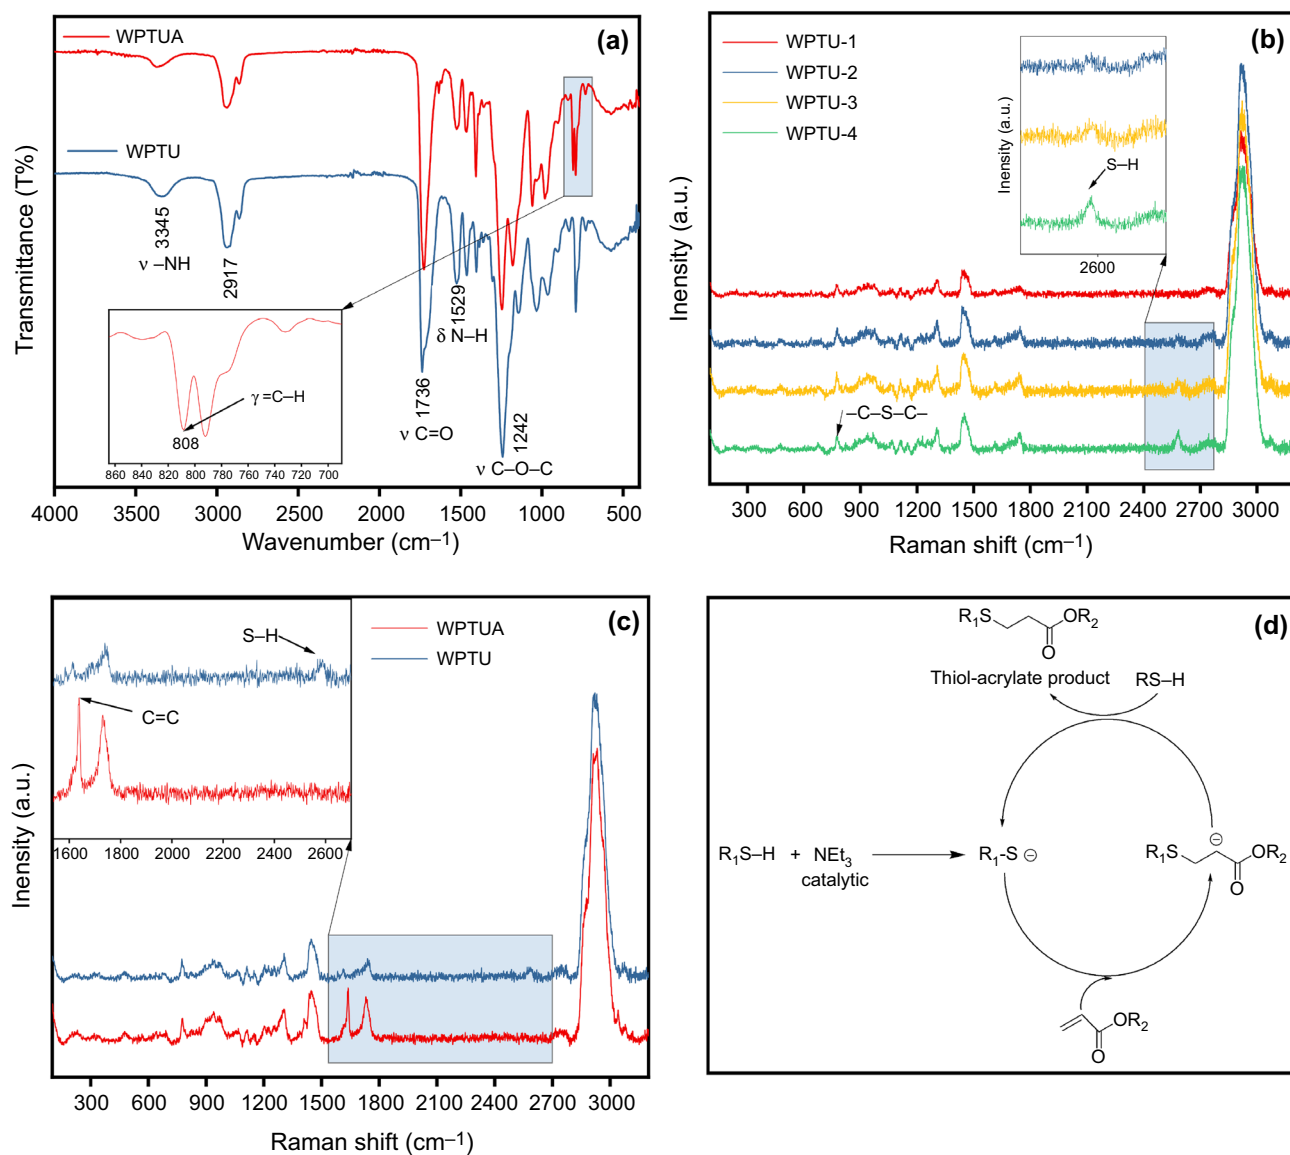 (a)
WPTUA
WPTU
3345
ν –NH
2917
1736
ν C=O
1529
δ N–H
1242
ν C–O–C
γ =C–H
808
860 840 820 800 780 760 740 720 700
Transmittance (T%)
4000 3500 3000 2500 2000 1500 1000 500
Wavenumber (cm⁻¹)
(b)
WPTU-1
WPTU-2
WPTU-3
WPTU-4
Inensity (a.u.)
S–H
2600
–C–S–C–
Inensity (a.u.)
300 600 900 1200 1500 1800 2100 2400 2700 3000
Raman shift (cm⁻¹)
(c)
WPTUA
WPTU
S–H
C=C
1600 1800 2000 2200 2400 2600
Inensity (a.u.)
300 600 900 1200 1500 1800 2100 2400 2700 3000
Raman shift (cm⁻¹)
(d)
R₁S OR₂
O
Thiol-acrylate product
RS–H
R₁S–H + NEt₃
catalytic
R₁-S ⊖
⊖
R₁S OR₂
O
OR₂
O